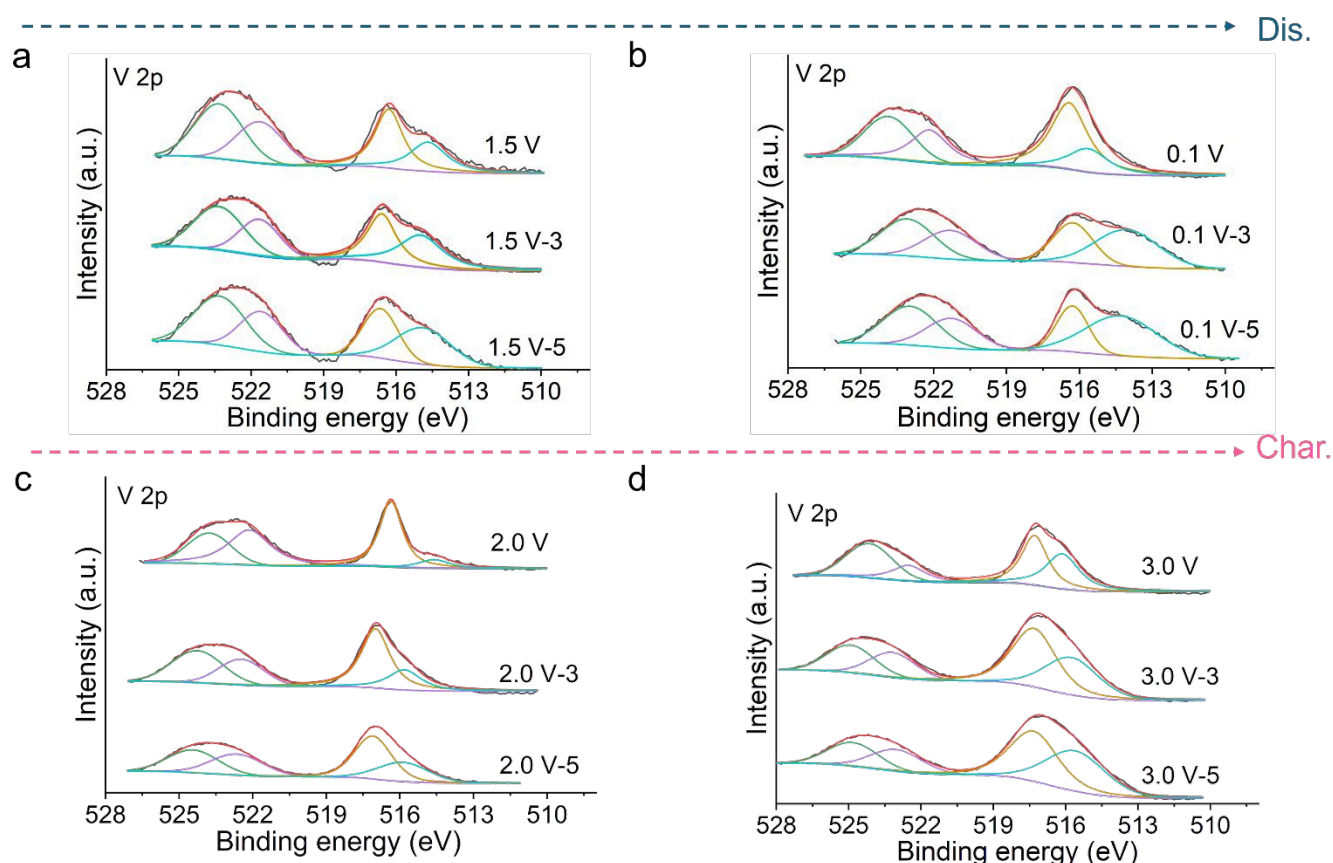 Dis.
a
V 2p
1.5 V
1.5 V-3
1.5 V-5
Intensity (a.u.)
528 525 522 519 516 513 510
Binding energy (eV)
b
V 2p
0.1 V
0.1 V-3
0.1 V-5
Intensity (a.u.)
528 525 522 519 516 513 510
Binding energy (eV)
Char.
c
V 2p
2.0 V
2.0 V-3
2.0 V-5
Intensity (a.u.)
528 525 522 519 516 513 510
Binding energy (eV)
d
V 2p
3.0 V
3.0 V-3
3.0 V-5
Intensity (a.u.)
528 525 522 519 516 513 510
Binding energy (eV)